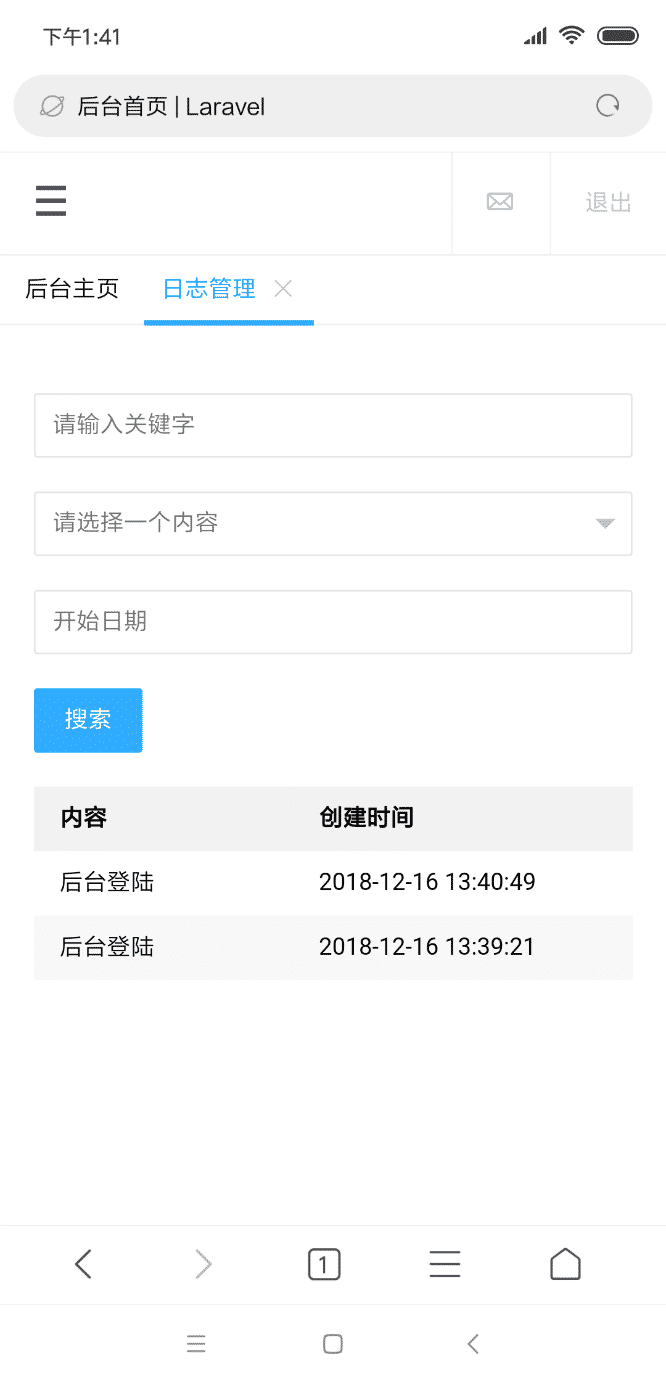 下午1:41
后台首页 | Laravel
退出
后台主页 日志管理
请输入关键字
请选择一个内容
开始日期
搜索
内容 创建时间
后台登陆 2018-12-16 13:40:49
后台登陆 2018-12-16 13:39:21
1